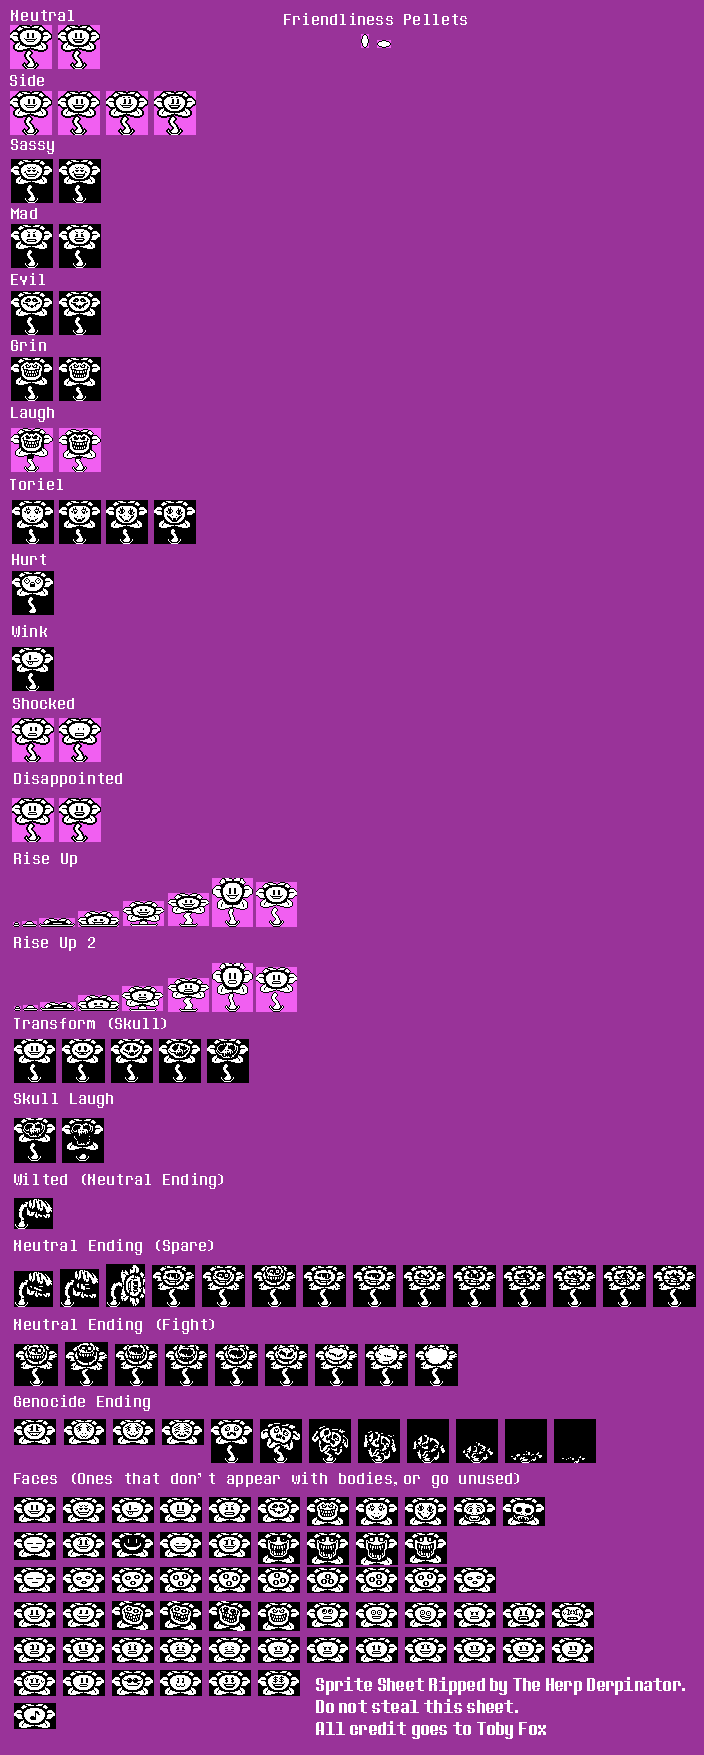 Neutral
Friendliness Pellets
Side
Sassy
Mad
Evil
Grin
Laugh
Toriel
Hurt
Wink
Shocked
Disappointed
Rise Up
Rise Up 2
Transform (Skull)
Skull Laugh
Wilted (Neutral Ending)
Neutral Ending (Spare)
Neutral Ending (Fight)
Genocide Ending
Faces (Ones that don't appear with bodies, or go unused)
Sprite Sheet Ripped by The Herp Derpinator.
Do not steal this sheet.
All credit goes to Toby Fox